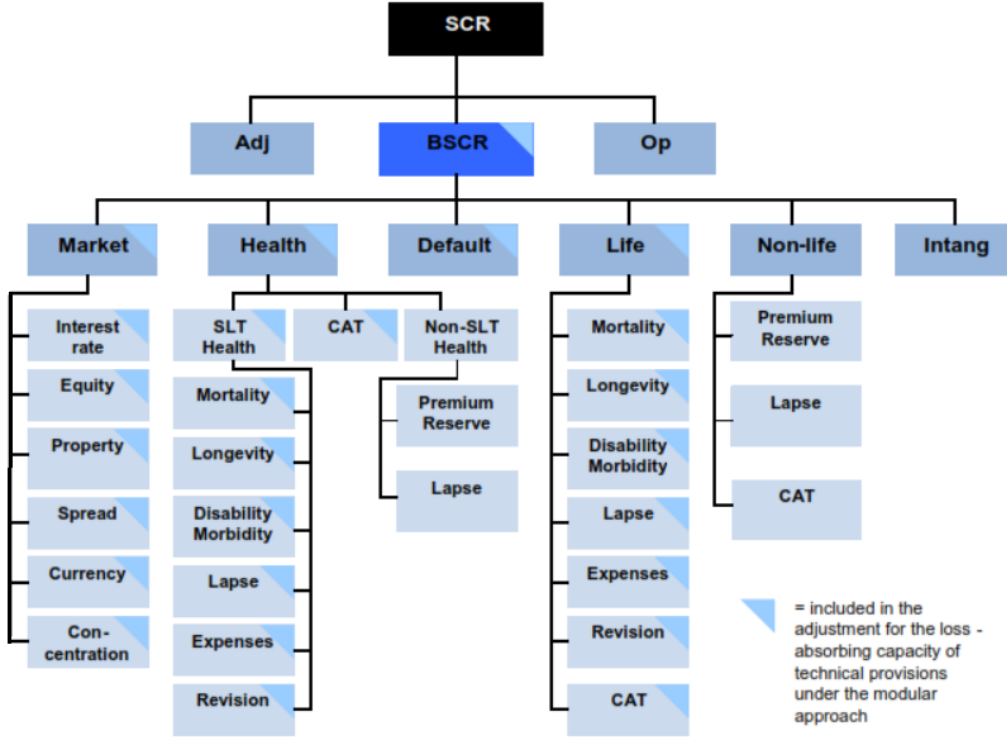 SCR
Adj
BSCR
Op
Market
Health
Default
Life
Non-life
Intang
Interest
rate
Equity
Property
Spread
Currency
Con-
centration
SLT
Health
CAT
Non-SLT
Health
Mortality
Longevity
Disability
Morbidity
Lapse
Expenses
Revision
Premium
Reserve
Lapse
Mortality
Longevity
Disability
Morbidity
Lapse
Expenses
Revision
CAT
Premium
Reserve
Lapse
CAT
= included in the
adjustment for the loss -
absorbing capacity of
technical provisions
under the modular
approach